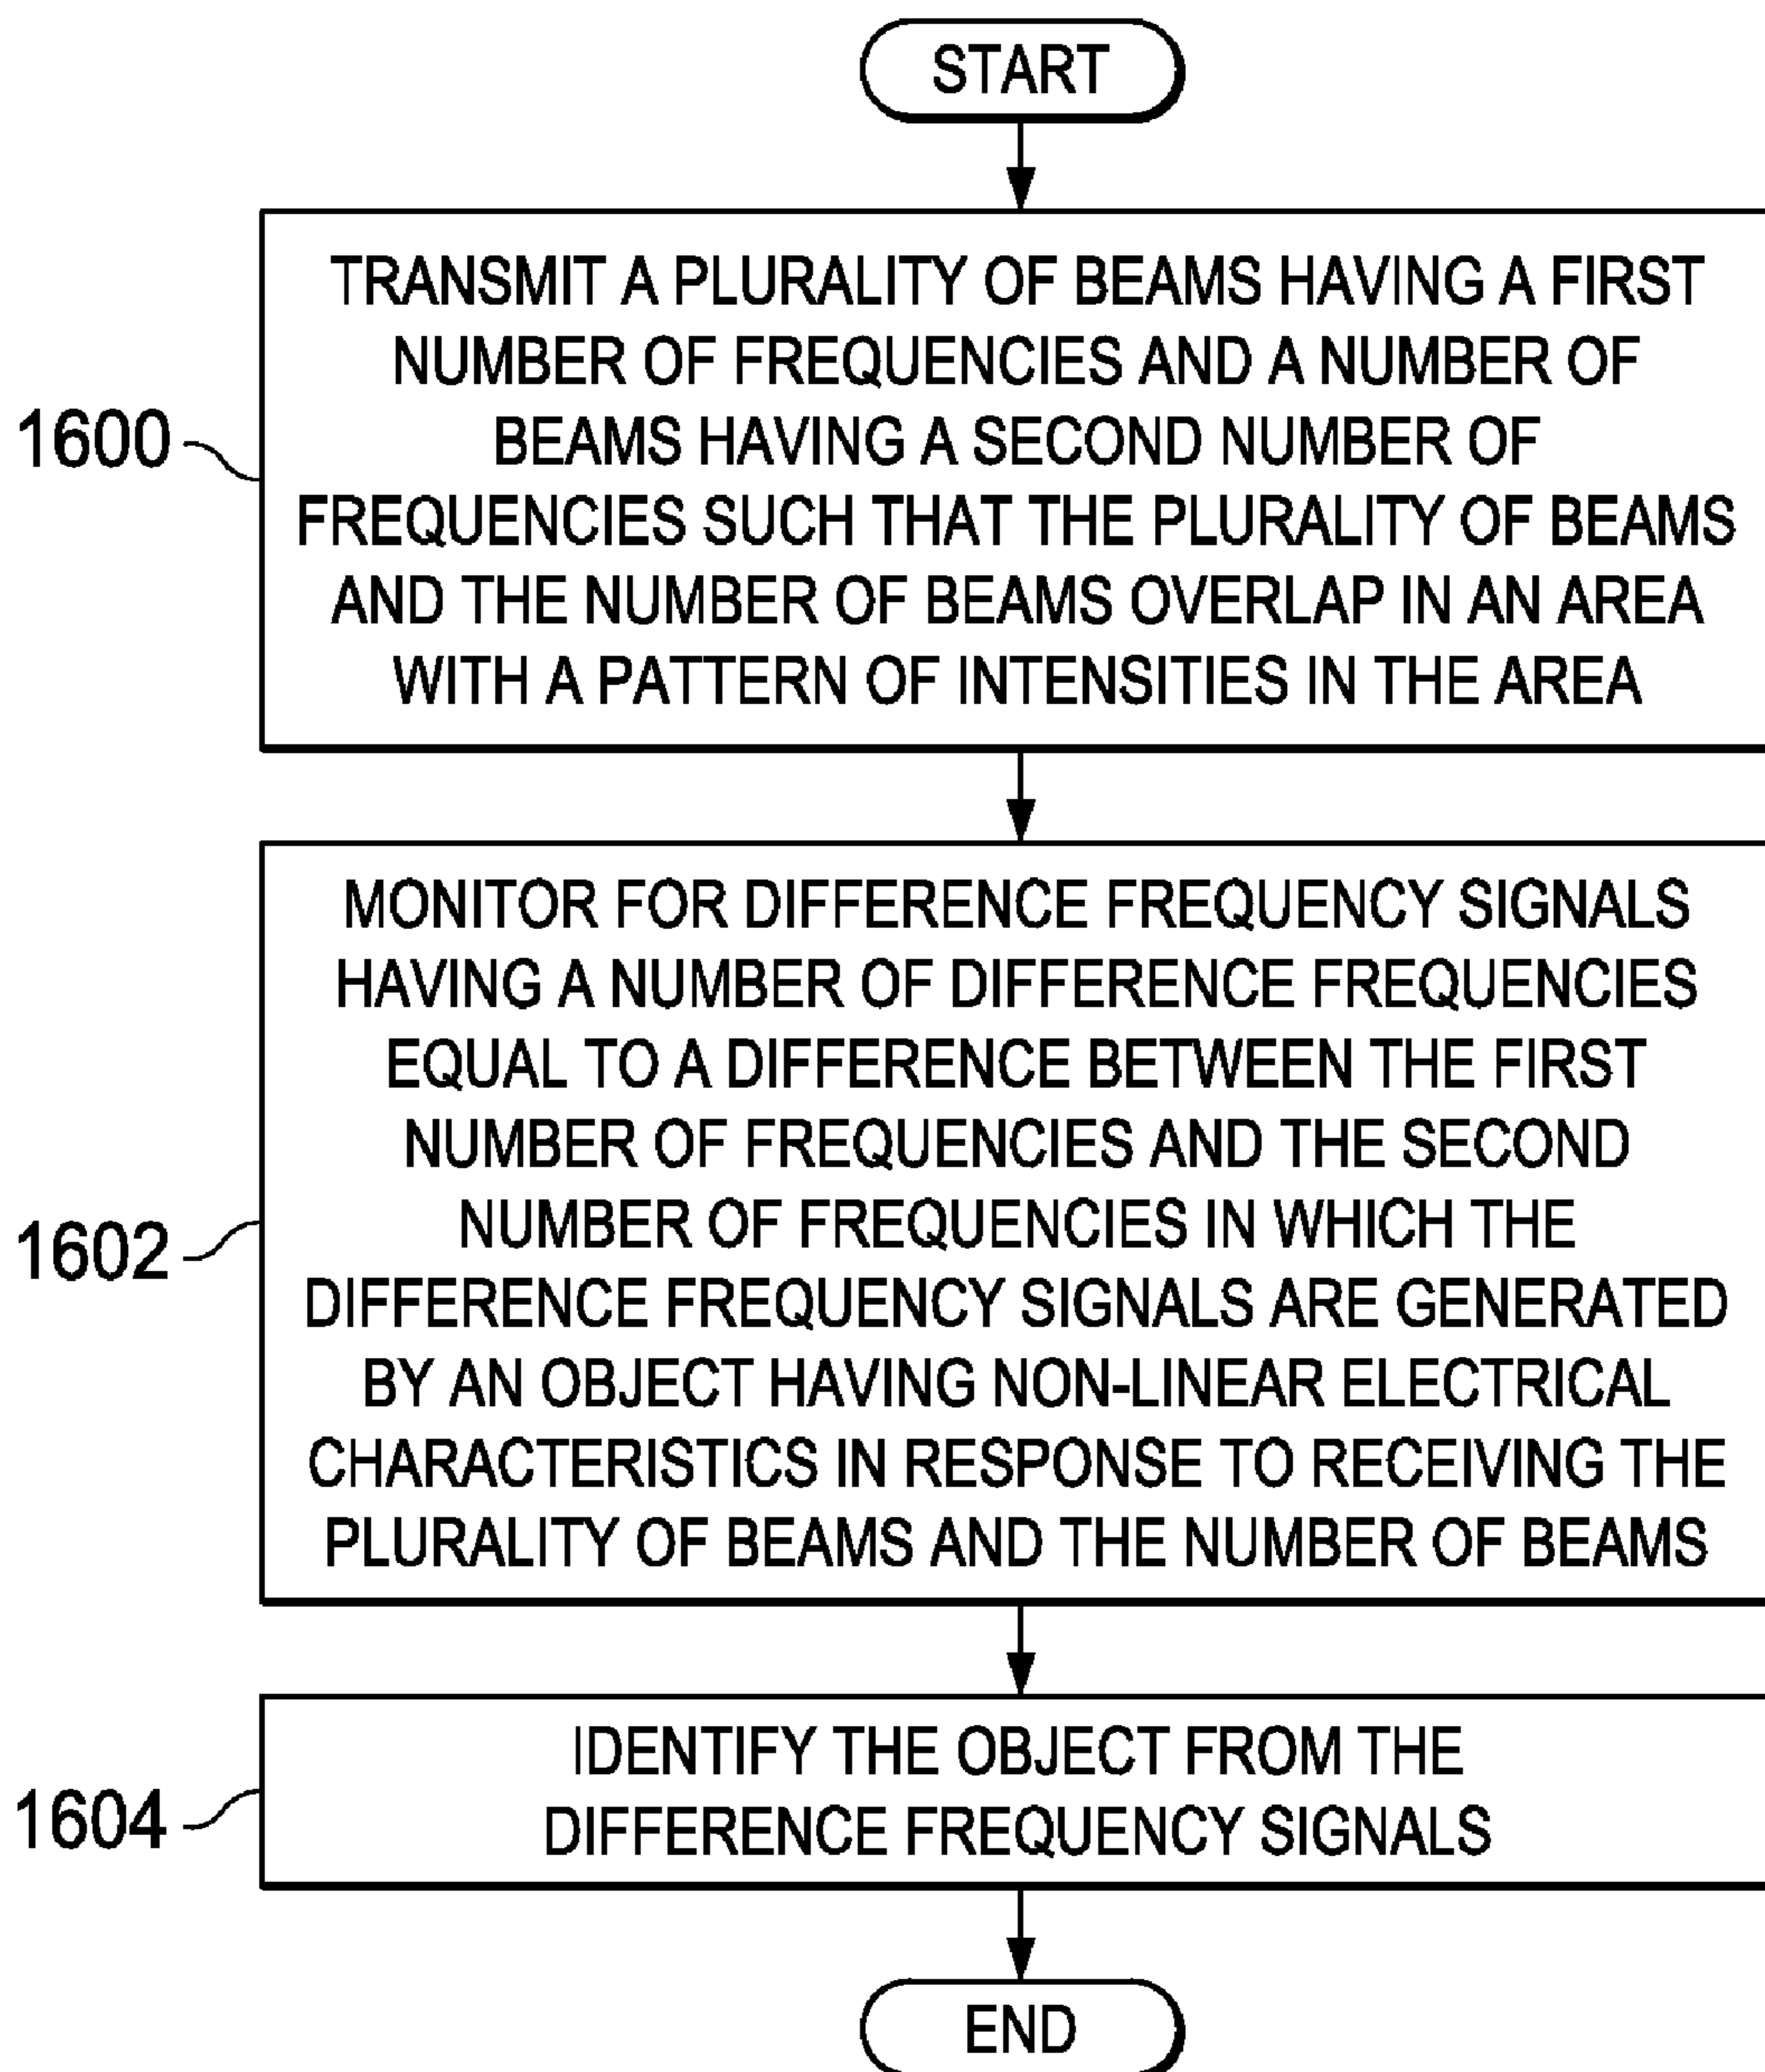 START
TRANSMIT A PLURALITY OF BEAMS HAVING A FIRST
NUMBER OF FREQUENCIES AND A NUMBER OF
BEAMS HAVING A SECOND NUMBER OF
FREQUENCIES SUCH THAT THE PLURALITY OF BEAMS
AND THE NUMBER OF BEAMS OVERLAP IN AN AREA
WITH A PATTERN OF INTENSITIES IN THE AREA
1600
MONITOR FOR DIFFERENCE FREQUENCY SIGNALS
HAVING A NUMBER OF DIFFERENCE FREQUENCIES
EQUAL TO A DIFFERENCE BETWEEN THE FIRST
NUMBER OF FREQUENCIES AND THE SECOND
NUMBER OF FREQUENCIES IN WHICH THE
DIFFERENCE FREQUENCY SIGNALS ARE GENERATED
BY AN OBJECT HAVING NON-LINEAR ELECTRICAL
CHARACTERISTICS IN RESPONSE TO RECEIVING THE
PLURALITY OF BEAMS AND THE NUMBER OF BEAMS
1602
IDENTIFY THE OBJECT FROM THE
DIFFERENCE FREQUENCY SIGNALS
1604
END